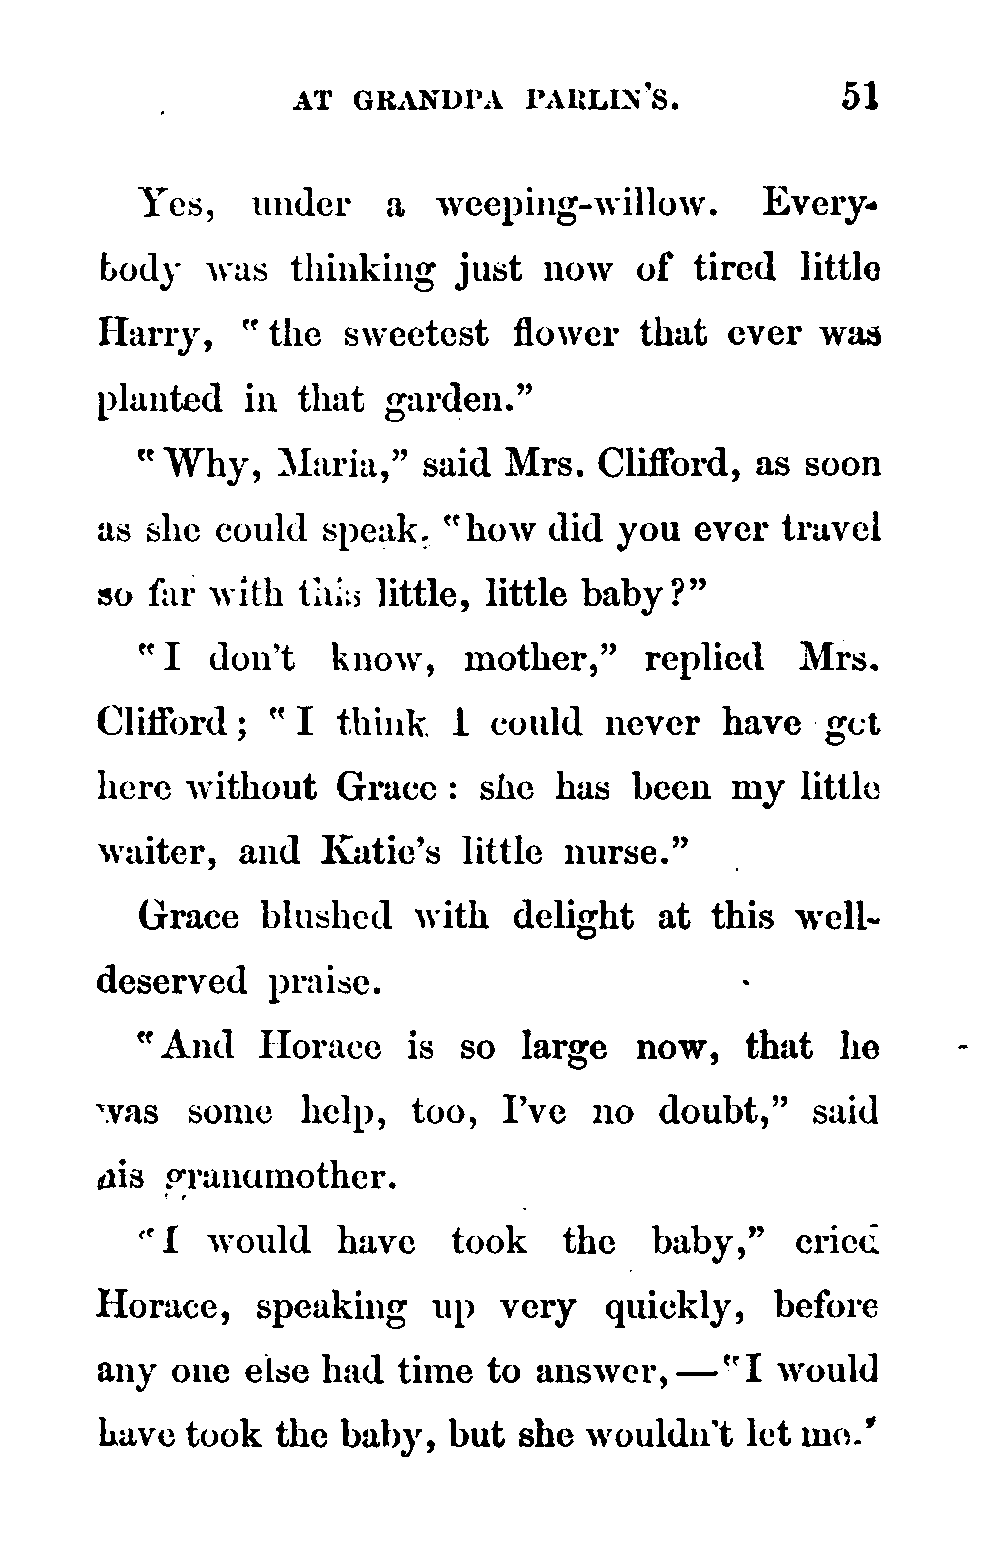 AT GRANDPA PARLIN'S. 51
Yes, under a weeping-willow. Every-
body was thinking just now of tired little
Harry, "the sweetest flower that ever was
planted in that garden."
"Why, Maria," said Mrs. Clifford, as soon
as she could speak, "how did you ever travel
so far with this little, little baby?"
"I don't know, mother," replied Mrs.
Clifford; "I think I could never have get
here without Grace: she has been my little
waiter, and Katie's little nurse."
Grace blushed with delight at this well-
deserved praise.
"And Horace is so large now, that he
was some help, too, I've no doubt," said
his grandmother.
"I would have took the baby," cried
Horace, speaking up very quickly, before
any one else had time to answer,—"I would
have took the baby, but she wouldn't let me."